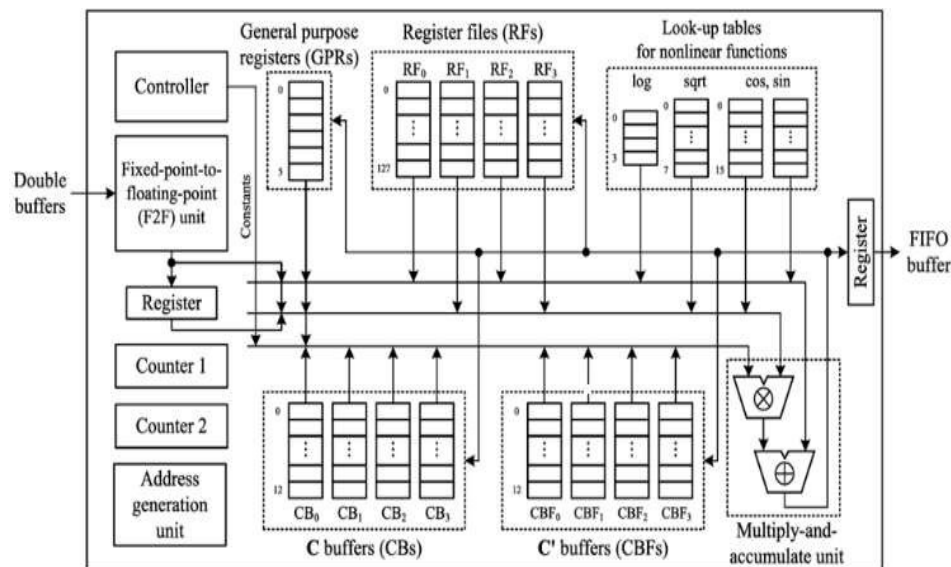 General purpose
registers (GPRs)
0
5
Register files (RFs)
RF0
RF1
RF2
RF3
0
127
Look-up tables
for nonlinear functions
log
sqrt
cos, sin
0
3
0
7
0
15
Controller
Fixed-point-to-
floating-point
(F2F) unit
Double
buffers
Constants
Register
FIFO
buffer
Register
Counter 1
Counter 2
Address
generation
unit
0
12
CB0
CB1
CB2
CB3
C buffers (CBs)
0
12
CBF0
CBF1
CBF2
CBF3
C' buffers (CBFs)
Multiply-and-
accumulate unit